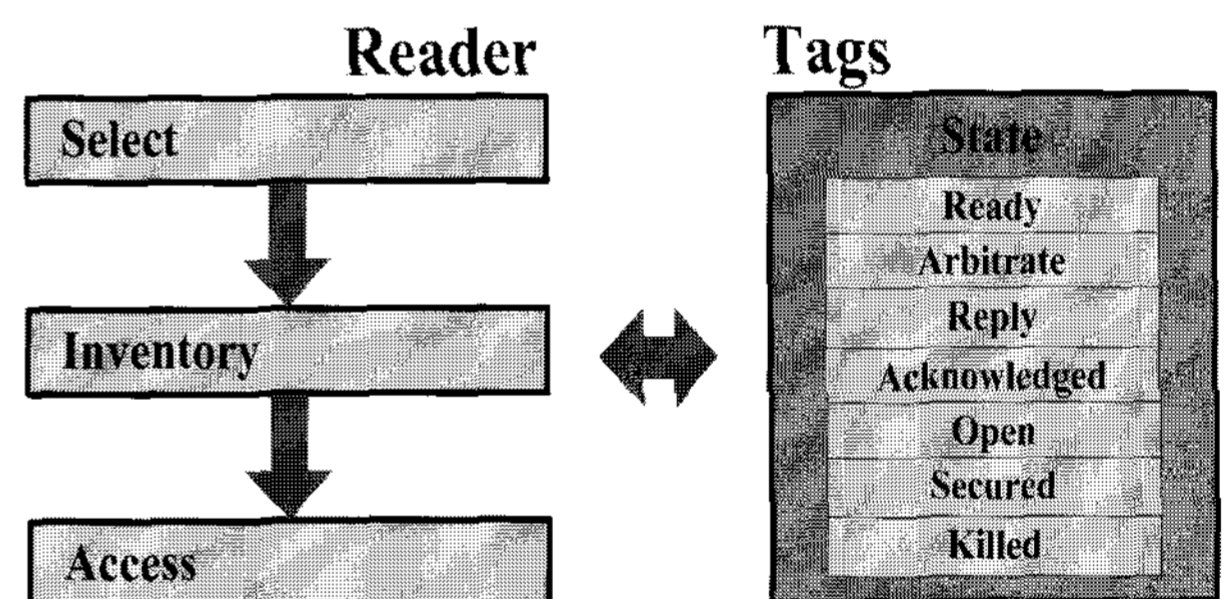 Reader
Select
Inventory
Access
Tags
State
Ready
Arbitrate
Reply
Acknowledged
Open
Secured
Killed